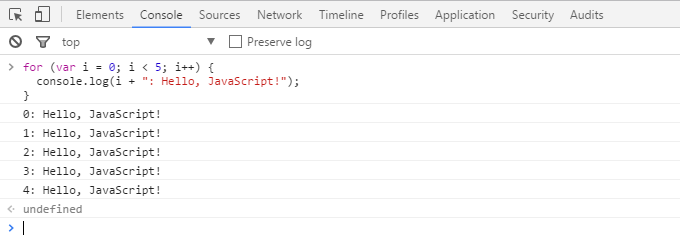 Elements Console Sources Network Timeline Profiles Application Security Audits
top Preserve log
for (var i = 0; i < 5; i++) {
  console.log(i + ": Hello, JavaScript!");
}
0: Hello, JavaScript!
1: Hello, JavaScript!
2: Hello, JavaScript!
3: Hello, JavaScript!
4: Hello, JavaScript!
undefined